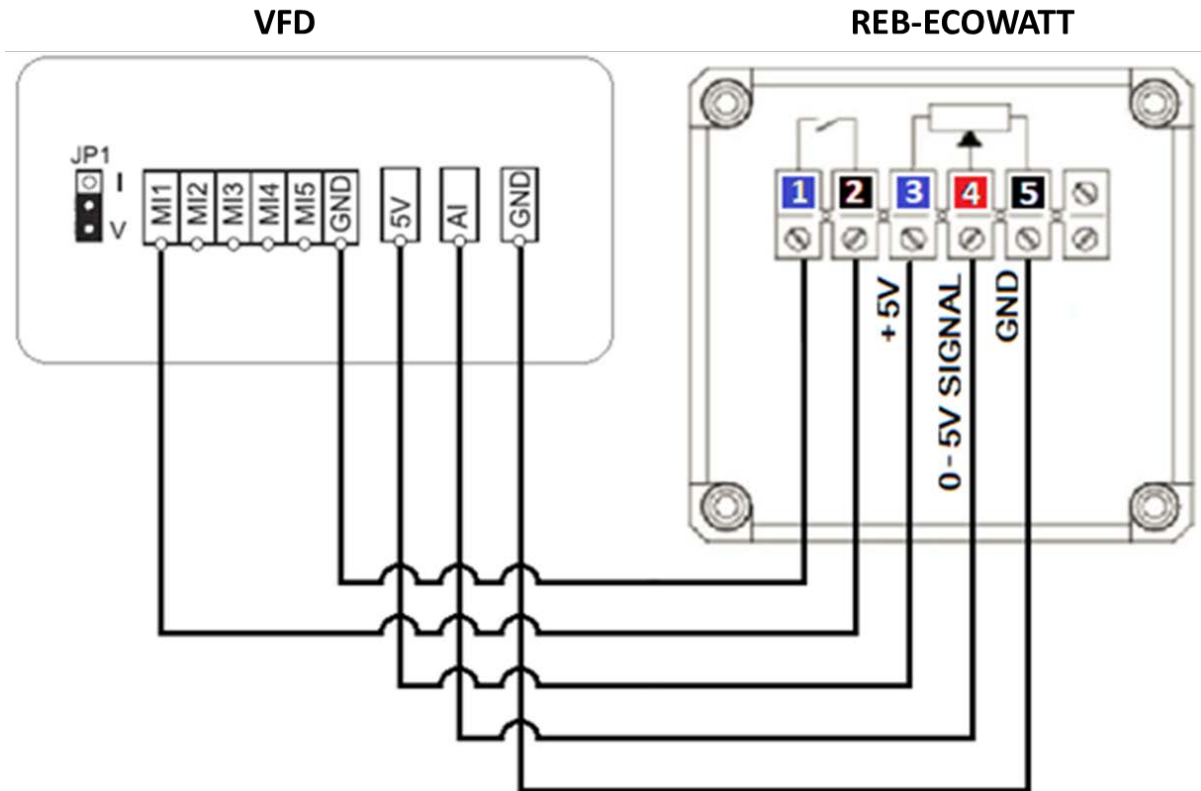 VFD
REB-ECOWATT
JP1
I
V
MI1
MI2
MI3
MI4
MI5
GND
5V
AI
GND
1
2
3
4
5
+5V
0-5V SIGNAL
GND